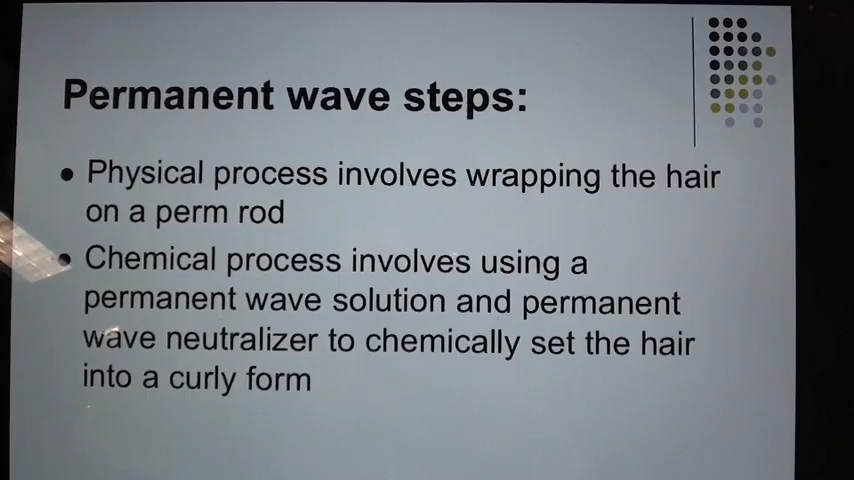 Permanent wave steps:
● Physical process involves wrapping the hair
on a perm rod
● Chemical process involves using a
permanent wave solution and permanent
wave neutralizer to chemically set the hair
into a curly form